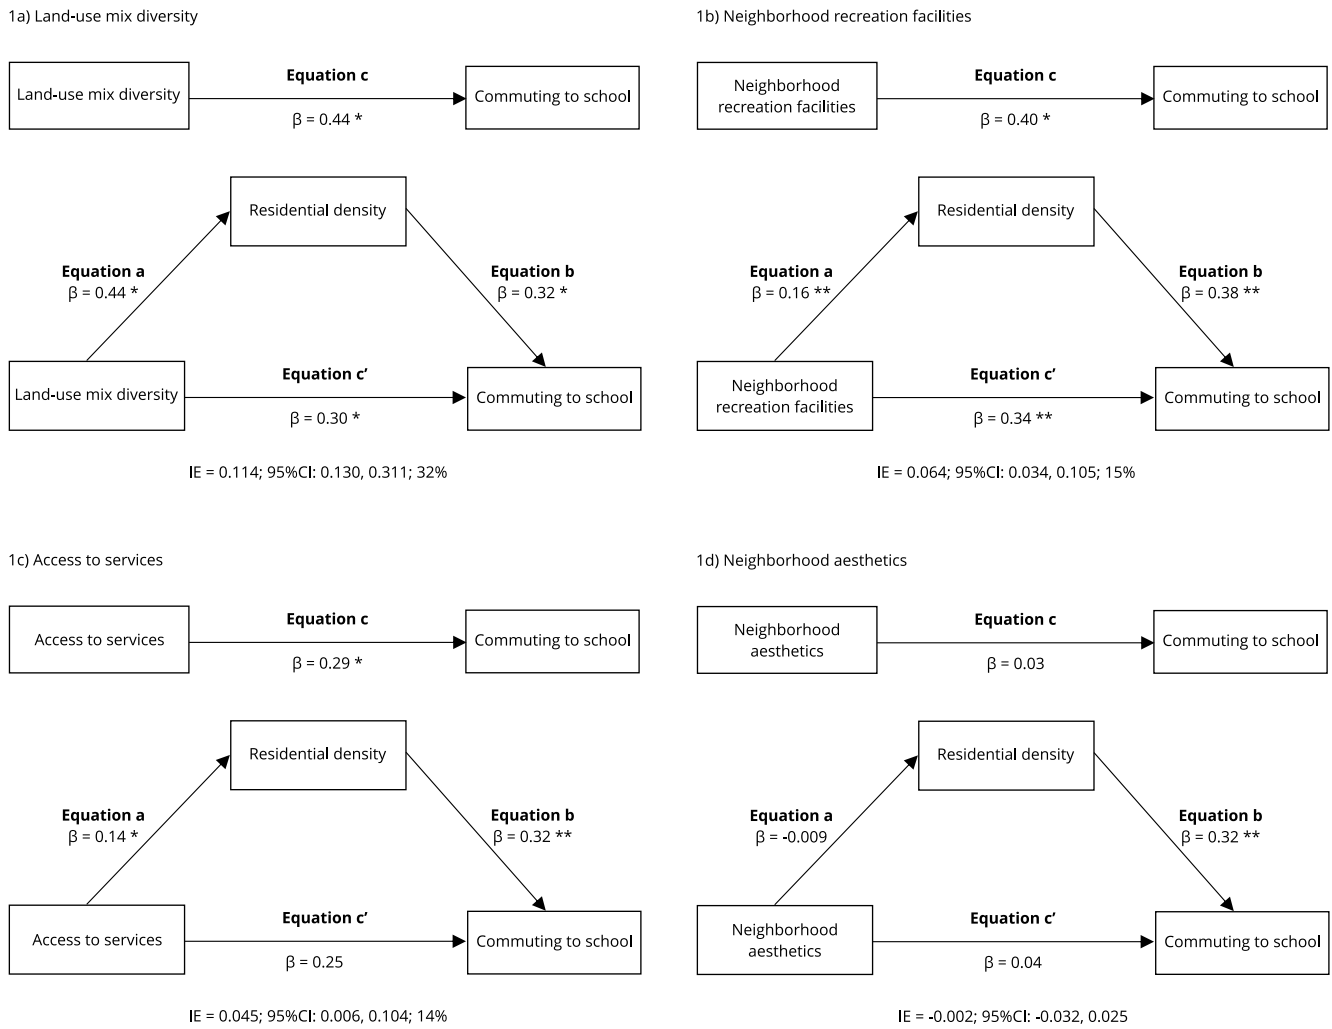 1a) Land-use mix diversity
Equation c
Land-use mix diversity
Commuting to school
β = 0.44 *
Residential density
Equation a
β = 0.44 *
Equation b
β = 0.32 *
Equation c’
Land-use mix diversity
Commuting to school
β = 0.30 *
IE = 0.114; 95%CI: 0.130, 0.311; 32%
1b) Neighborhood recreation facilities
Equation c
Neighborhood
recreation facilities
Commuting to school
β = 0.40 *
Residential density
Equation a
β = 0.16 **
Equation b
β = 0.38 **
Equation c’
Neighborhood
recreation facilities
Commuting to school
β = 0.34 **
IE = 0.064; 95%CI: 0.034, 0.105; 15%
1c) Access to services
Equation c
Access to services
Commuting to school
β = 0.29 *
Residential density
Equation a
β = 0.14 *
Equation b
β = 0.32 **
Equation c’
Access to services
Commuting to school
β = 0.25
IE = 0.045; 95%CI: 0.006, 0.104; 14%
1d) Neighborhood aesthetics
Equation c
Neighborhood
aesthetics
Commuting to school
β = 0.03
Residential density
Equation a
β = -0.009
Equation b
β = 0.32 **
Equation c’
Neighborhood
aesthetics
Commuting to school
β = 0.04
IE = -0.002; 95%CI: -0.032, 0.025